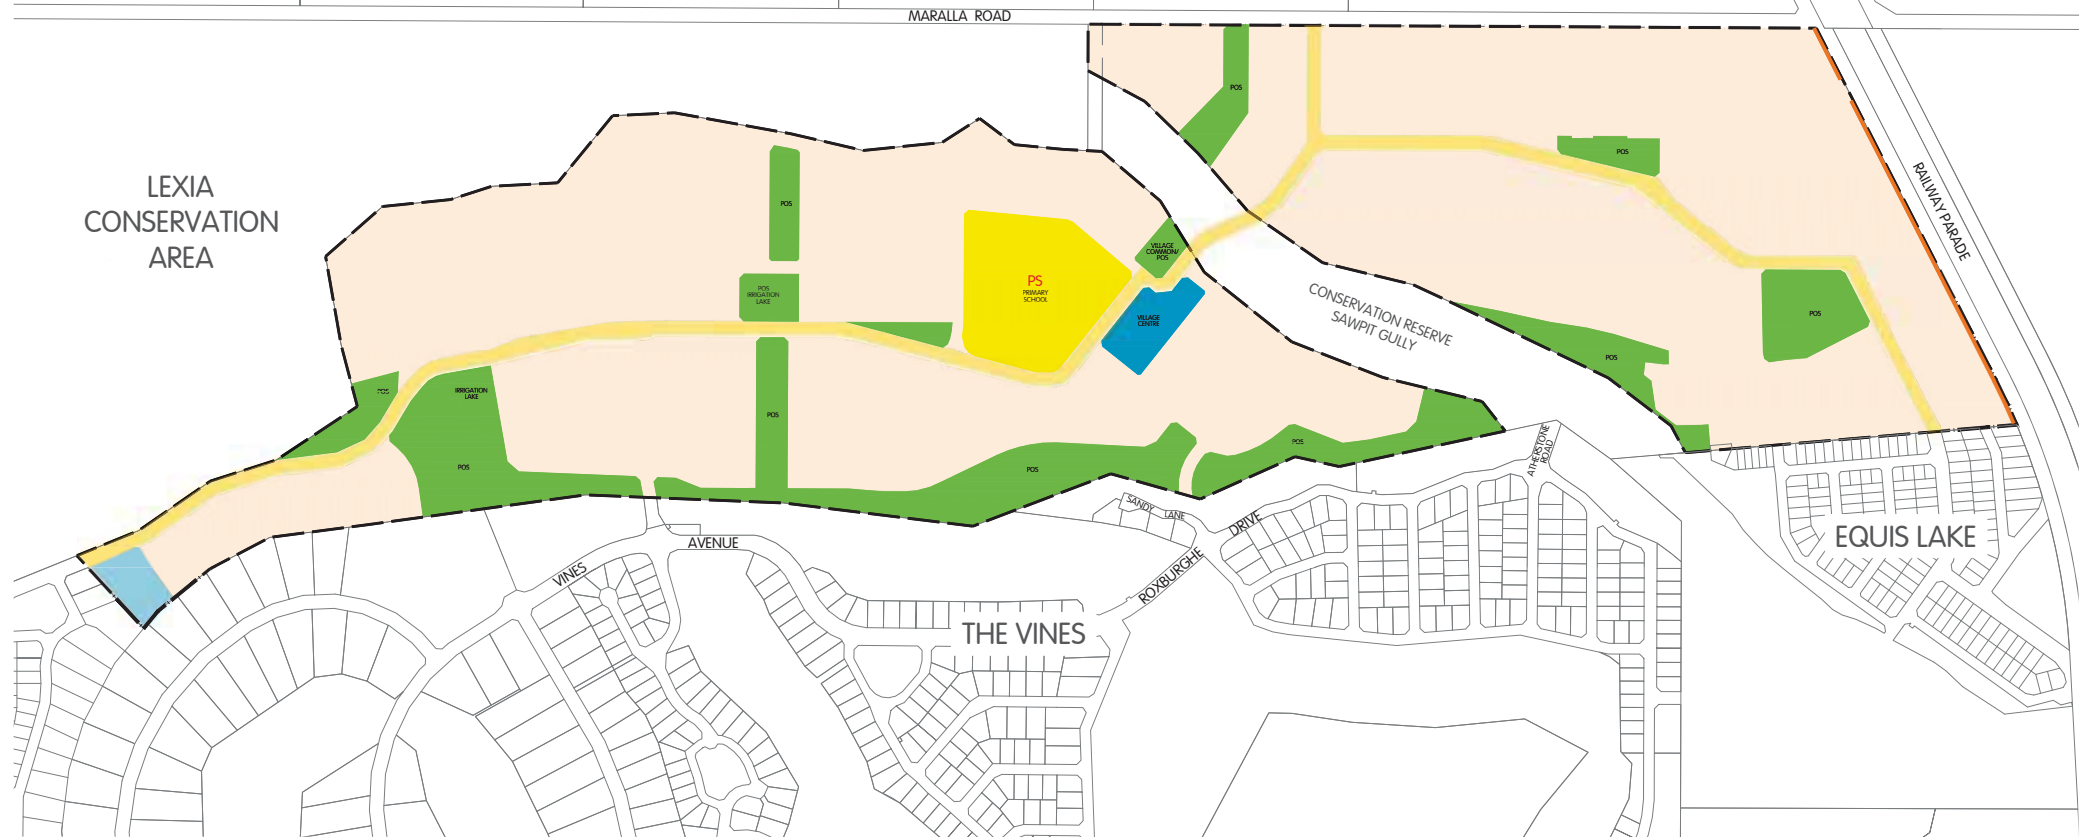 MARALLA ROAD
POS
LEXIA
CONSERVATION
AREA
POS
POS
RAILWAY PARADE
VILLAGE
COMMON/
POS
PS
PRIMARY
SCHOOL
POS
IRRIGATION
LAKE
CONSERVATION RESERVE
SAWPIT GULLY
VILLAGE
CENTRE
POS
POS
POS
IRRIGATION
LAKE
POS
POS
POS
POS
ATHERSTONE
ROAD
SANDY LANE
DRIVE
ROXBURGHE
AVENUE
VINES
EQUIS LAKE
THE VINES